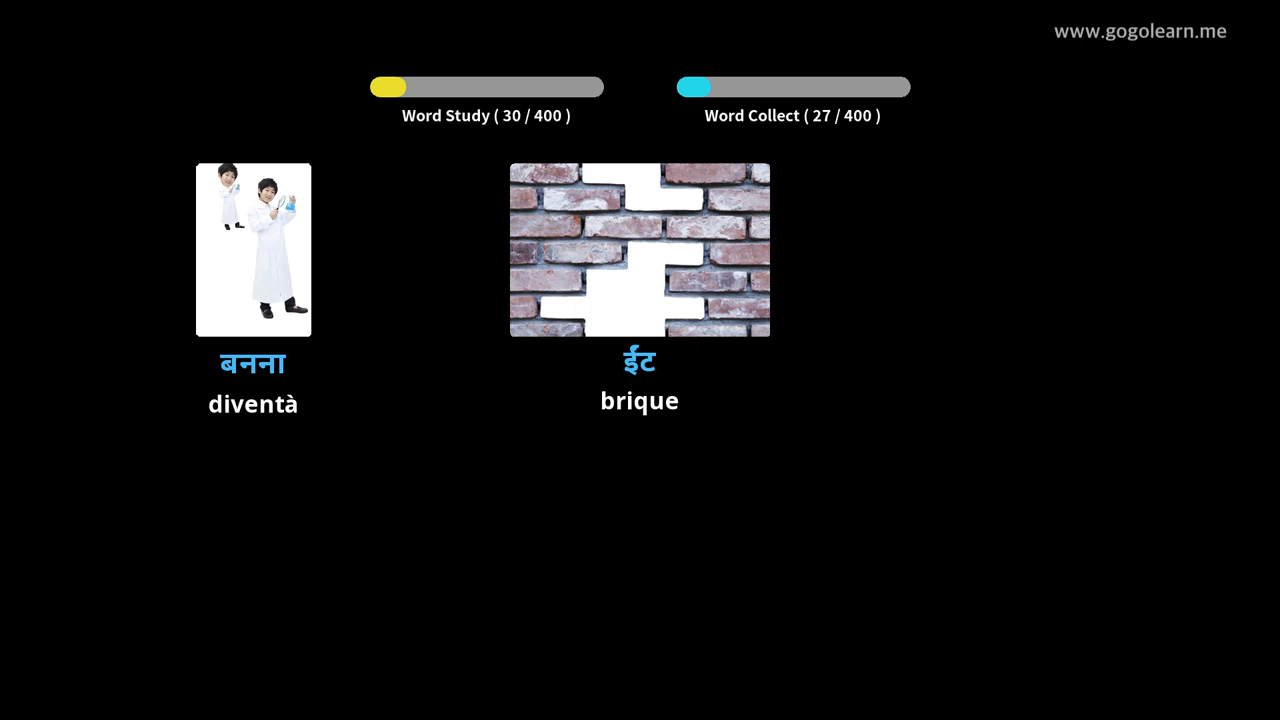 www.gogolearn.me
Word Study ( 30 / 400 )
Word Collect ( 27 / 400 )
बनना
diventà
ईंट
brique